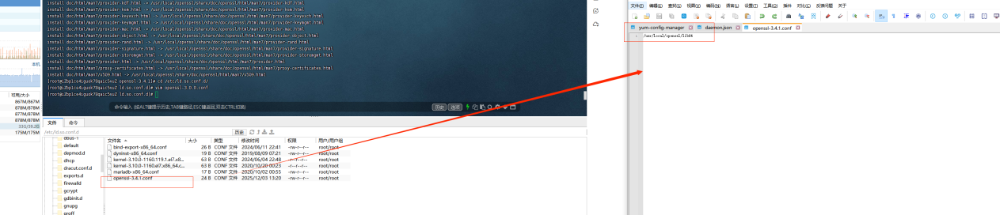 install doc/html/man7/provider-kdf.html -> /usr/local/openssl/share/doc/openssl/html/man7/provider-kdf.html
install doc/html/man7/provider-kem.html -> /usr/local/openssl/share/doc/openssl/html/man7/provider-kem.html
install doc/html/man7/provider-keyexch.html -> /usr/local/openssl/share/doc/openssl/html/man7/provider-keyexch.html
install doc/html/man7/provider-keymgmt.html -> /usr/local/openssl/share/doc/openssl/html/man7/provider-keymgmt.html
install doc/html/man7/provider-mac.html -> /usr/local/openssl/share/doc/openssl/html/man7/provider-mac.html
install doc/html/man7/provider-object.html -> /usr/local/openssl/share/doc/openssl/html/man7/provider-object.html
install doc/html/man7/provider-rand.html -> /usr/local/openssl/share/doc/openssl/html/man7/provider-rand.html
install doc/html/man7/provider-signature.html -> /usr/local/openssl/share/doc/openssl/html/man7/provider-signature.html
install doc/html/man7/provider-storemgmt.html -> /usr/local/openssl/share/doc/openssl/html/man7/provider-storemgmt.html
install doc/html/man7/provider.html -> /usr/local/openssl/share/doc/openssl/html/man7/provider.html
install doc/html/man7/proxy-certificates.html -> /usr/local/openssl/share/doc/openssl/html/man7/proxy-certificates.html
install doc/html/man7/x509.html -> /usr/local/openssl/share/doc/openssl/html/man7/x509.html
openssl-3.4.1]# cd /etc/ld.so.conf.d/
ld.so.conf.d]# vim openssl-3.0.0.conf
ld.so.conf.d]#
命令输入 (按ALT键提示历史,TAB键路径,ESC键返回,双击CTRL切换)
历史 选项
本机
可用/大小
867M/867M
878M/878M
877M/878M
878M/878M
33G/39.2G
175M/175M
文件 命令
/etc/ld.so.conf.d
历史
dbus-1
default
depmod.d
dhcp
dracut.conf.d
exports.d
firewalld
gcrypt
gdbinit.d
gnupg
groff
文件名 大小 类型 修改时间 权限 用户/用户组
bind-export-x86_64.conf 26 B CONF 文件 2024/06/11 22:41 -rw-r--r-- root/root
dyninst-x86_64.conf 19 B CONF 文件 2019/08/09 07:21 -rw-r--r-- root/root
kernel-3.10.0-1160.119.1.el7.x8... 63 B CONF 文件 2024/06/04 22:48 -rw-r--r-- root/root
kernel-3.10.0-1160.el7.x86_64.c... 63 B CONF 文件 2020/10/20 00:23 -rw-r--r-- root/root
mariadb-x86_64.conf 17 B CONF 文件 2020/10/02 00:55 -rw-r--r-- root/root
openssl-3.4.1.conf 24 B CONF 文件 2025/12/03 13:20 -rw-r--r-- root/root
文件(F) 编辑(E) 查找(S) 视图(V) 编码(N) 语言(L) 设置(T) 工具(O) 插件 对比(C) 反馈问题 关于
yum-config-manager daemon.json openssl-3.4.1.conf
1 /usr/local/openssl/lib64